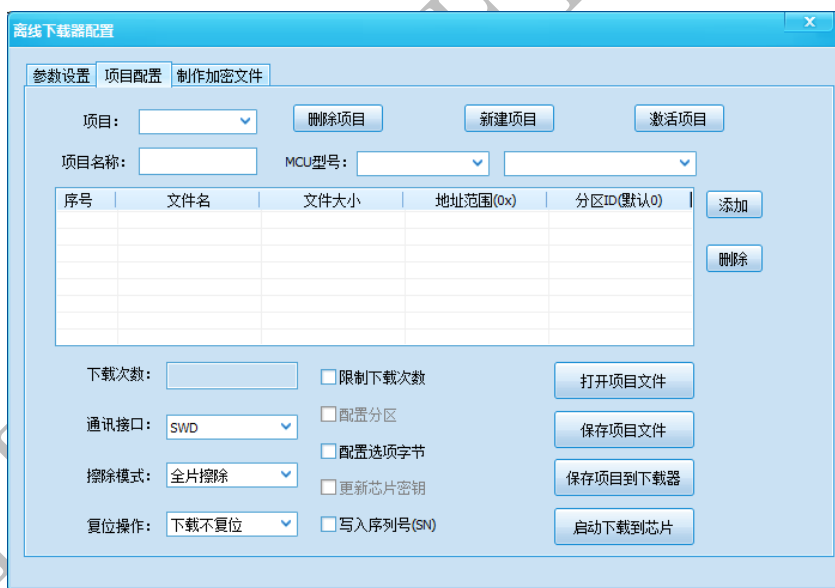 离线下载器配置 x
参数设置 项目配置 制作加密文件
项目： 删除项目 新建项目 激活项目
项目名称： MCU型号：
序号 文件名 文件大小 地址范围(0x) 分区ID(默认0) 添加
删除
下载次数： 限制下载次数 打开项目文件
通讯接口： SWD 配置分区 保存项目文件
配置选项字节
擦除模式： 全片擦除 更新芯片密钥 保存项目到下载器
复位操作： 下载不复位 写入序列号(SN) 启动下载到芯片